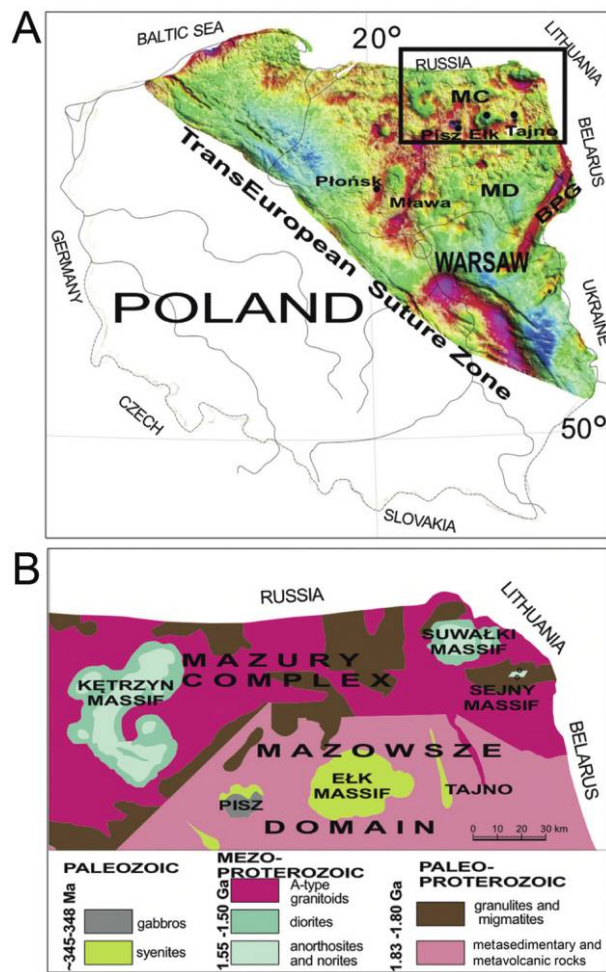 A
BALTIC SEA
20°
RUSSIA
LITHUANIA
MC
Pisz Ełk Tajno
BELARUS
Płońsk
Mława
MD
BPG
WARSAW
TransEuropean Suture Zone
GERMANY
POLAND
UKRAINE
CZECH
50°
SLOVAKIA
B
RUSSIA
LITHUANIA
SUWAŁKI
MASSIF
MAZURY
COMPLEX
KĘTRZYN
MASSIF
SEJNY
MASSIF
BELARUS
MAZOWSZE
EŁK
MASSIF
TAJNO
PISZ
DOMAIN
0 10 20 30 km
PALEOZOIC
~345-348 Ma
gabbros
syenites
MEZO-
PROTEROZOIC
1.55 -1.50 Ga
A-type
granitoids
diorites
anorthosites
and norites
PALEO-
PROTEROZOIC
1.83 -1.80 Ga
granulites and
migmatites
metasedimentary and
metavolcanic rocks